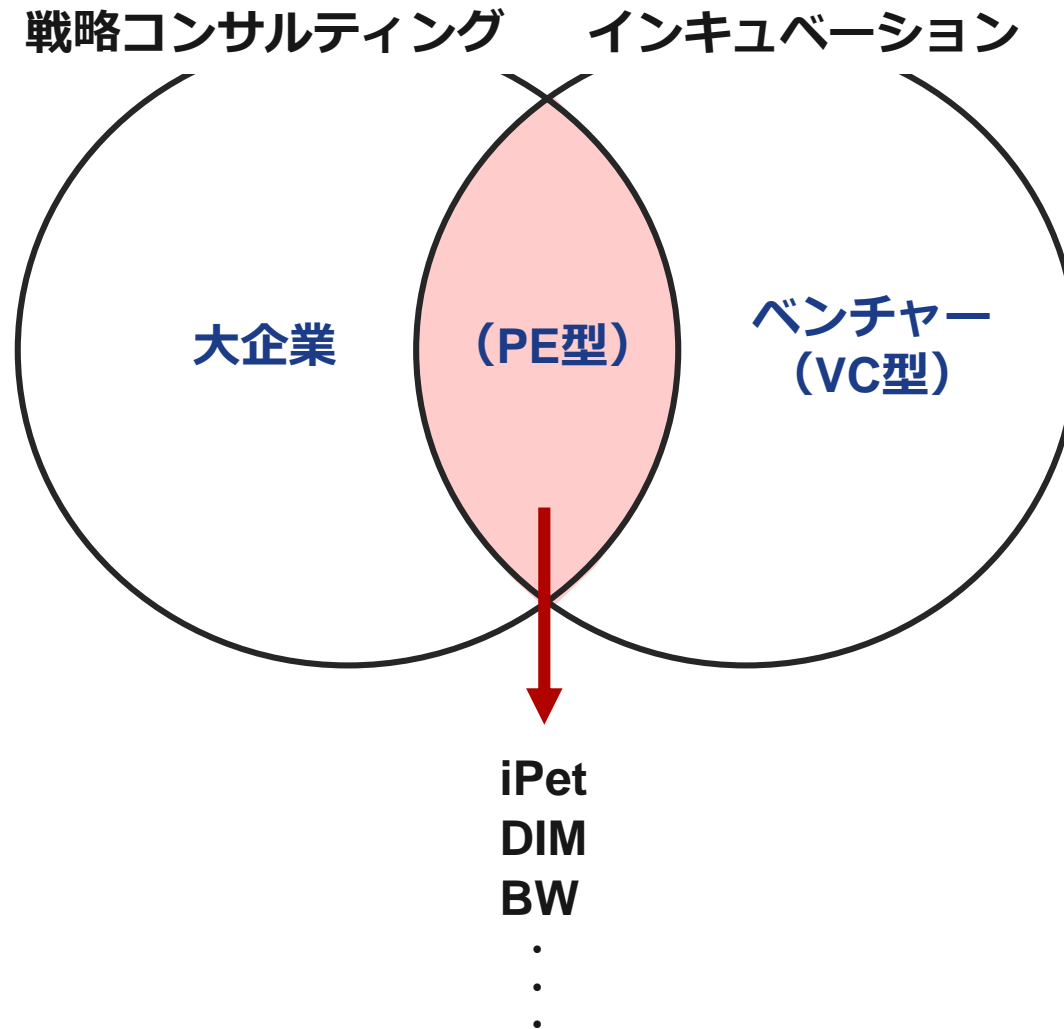 戦略コンサルティング
インキュベーション
大企業
（PE型）
ベンチャー
（VC型）
iPet
DIM
BW
・
・
・